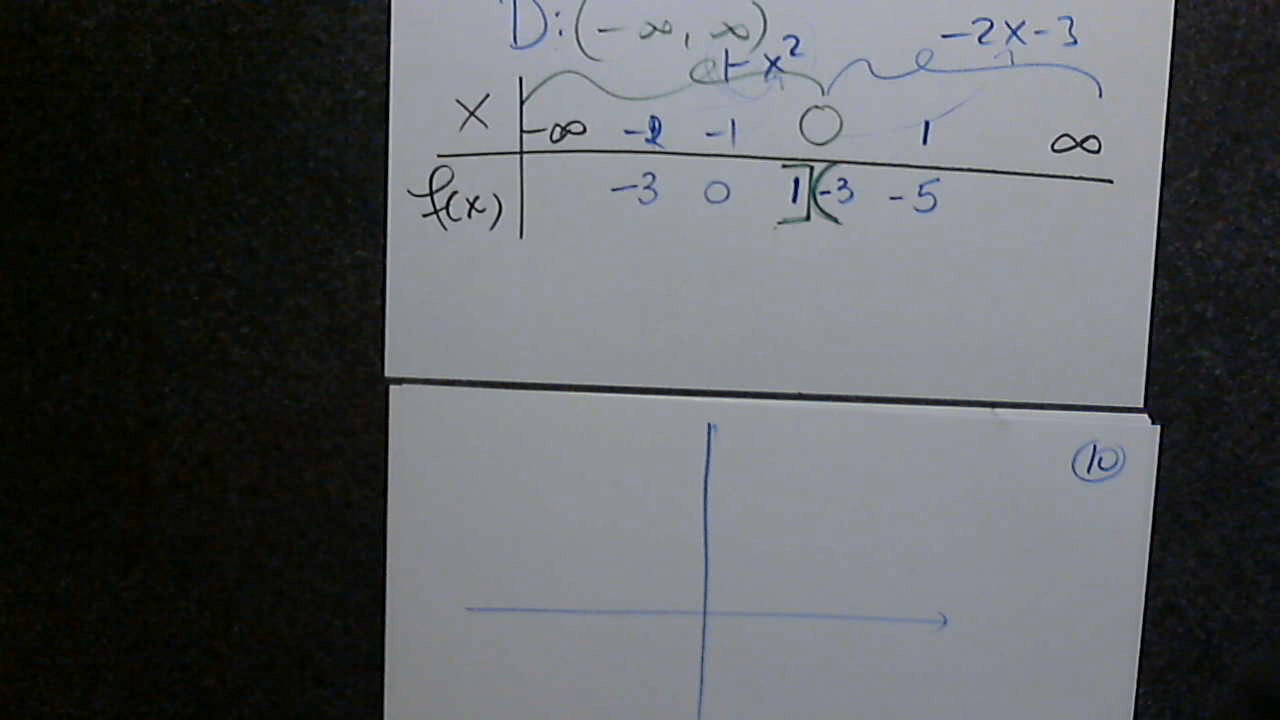 D: (-∞, ∞)
1-x² -2x-3
x -∞ -2 -1 0 1 ∞
f(x) -3 0 1](-3 -5
10